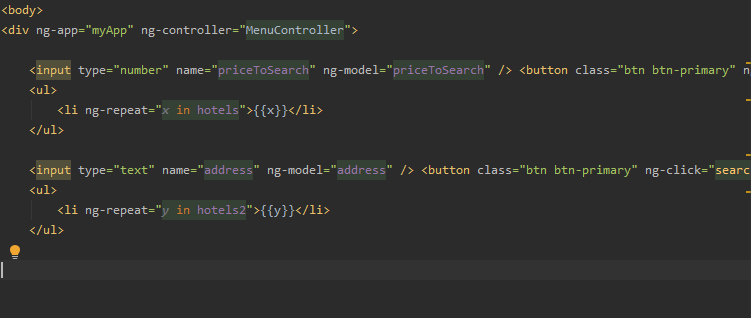 <body>
<div ng-app="myApp" ng-controller="MenuController">
<input type="number" name="priceToSearch" ng-model="priceToSearch" /> <button class="btn btn-primary" n
<ul>
<li ng-repeat="x in hotels">{{x}}</li>
</ul>
<input type="text" name="address" ng-model="address" /> <button class="btn btn-primary" ng-click="searc
<ul>
<li ng-repeat="y in hotels2">{{y}}</li>
</ul>